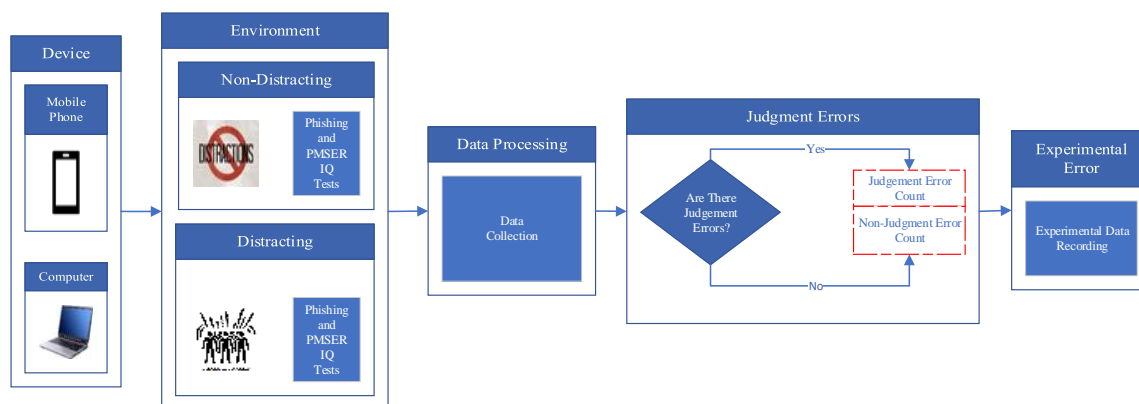 Device
Mobile
Phone
Computer
Environment
Non-Distracting
DISTRACTIONS
Phishing
and
PMSER
IQ
Tests
Distracting
Phishing
and
PMSER
IQ
Tests
Data Processing
Data
Collection
Judgment Errors
Yes
Are There
Judgement
Errors?
Judgement Error
Count
Non-Judgment Error
Count
No
Experimental
Error
Experimental Data
Recording